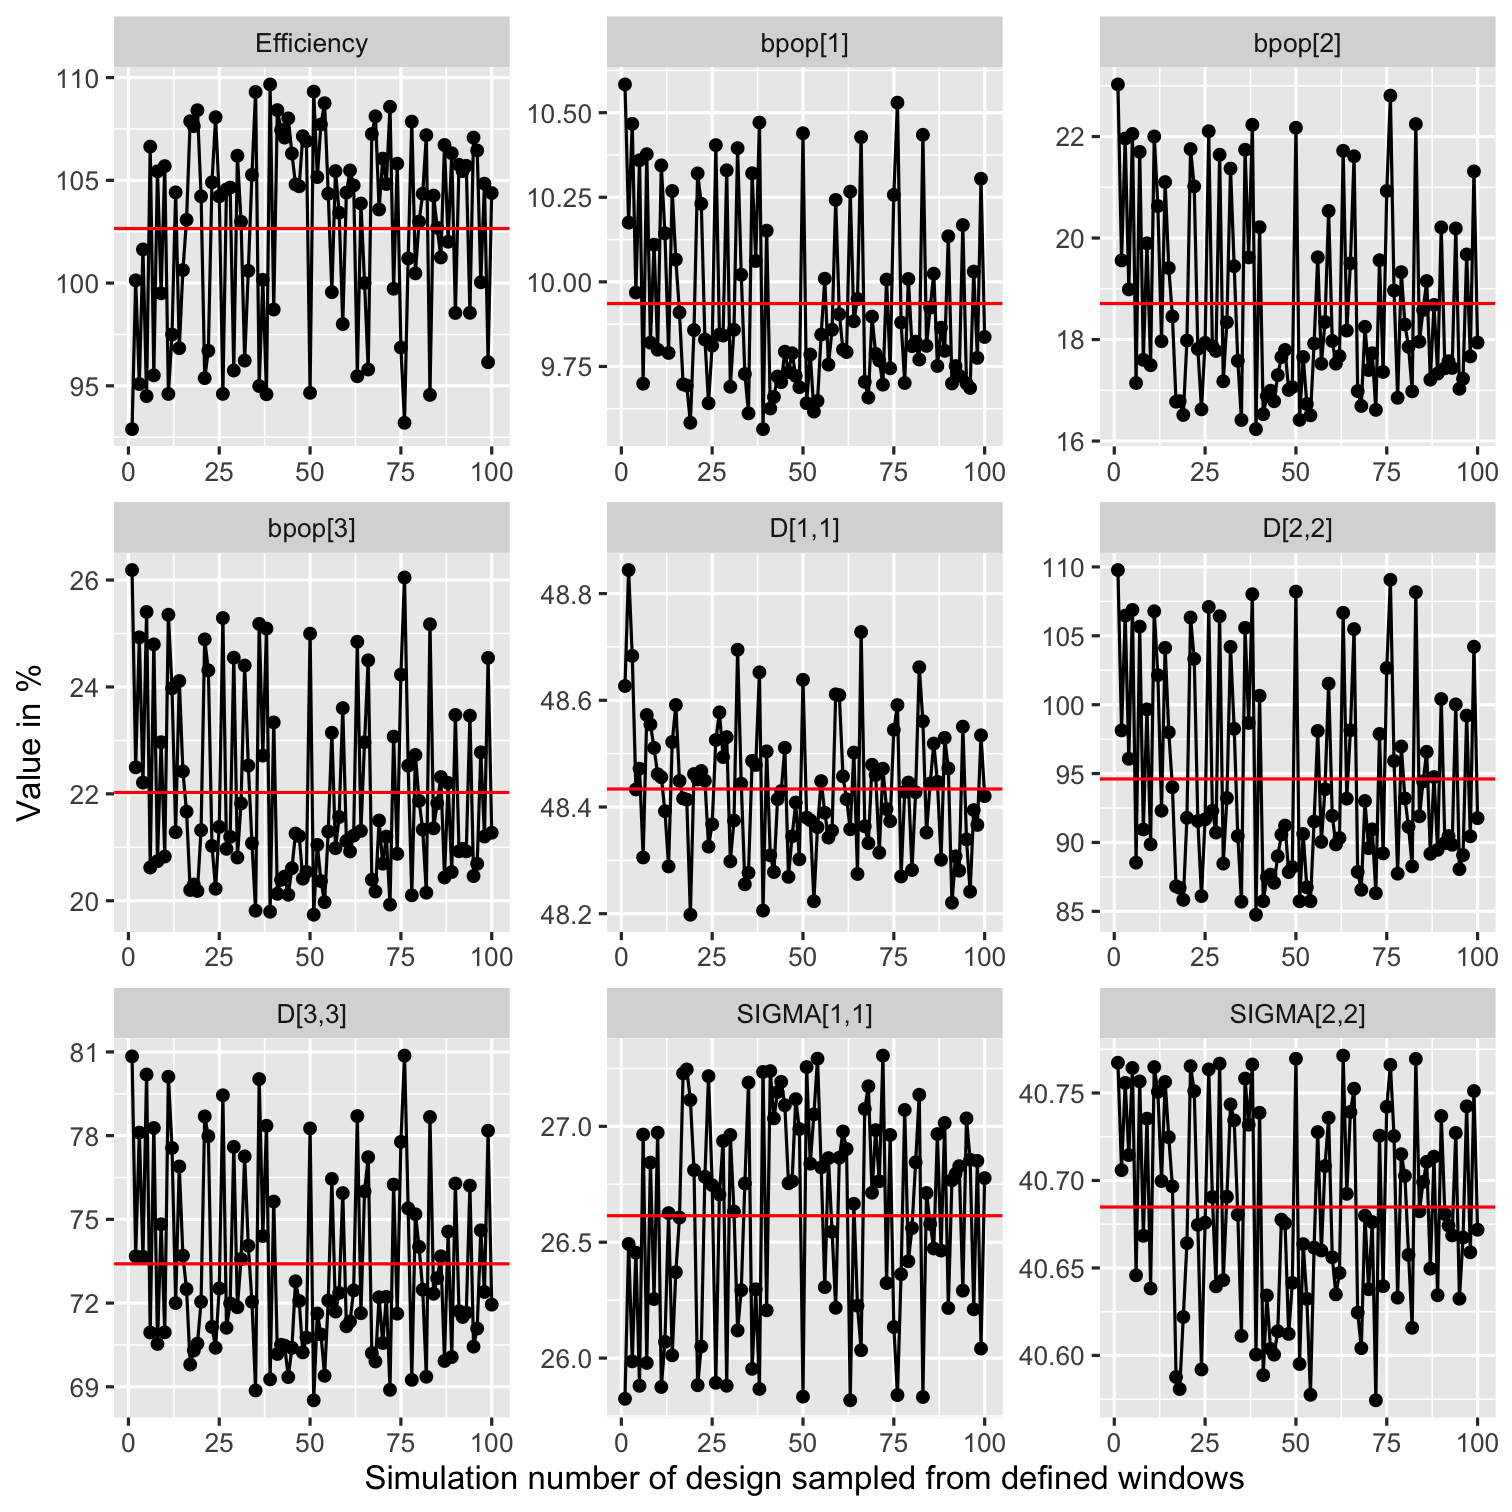 Efficiency
bpop[1]
bpop[2]
110
105
100
95
10.50
10.25
10.00
9.75
22
20
18
16
0 25 50 75 100
0 25 50 75 100
0 25 50 75 100
bpop[3]
D[1,1]
D[2,2]
26
24
22
20
48.8
48.6
48.4
48.2
110
105
100
95
90
85
0 25 50 75 100
0 25 50 75 100
0 25 50 75 100
Value in %
D[3,3]
SIGMA[1,1]
SIGMA[2,2]
81
78
75
72
69
27.0
26.5
26.0
40.75
40.70
40.65
40.60
0 25 50 75 100
0 25 50 75 100
0 25 50 75 100
Simulation number of design sampled from defined windows